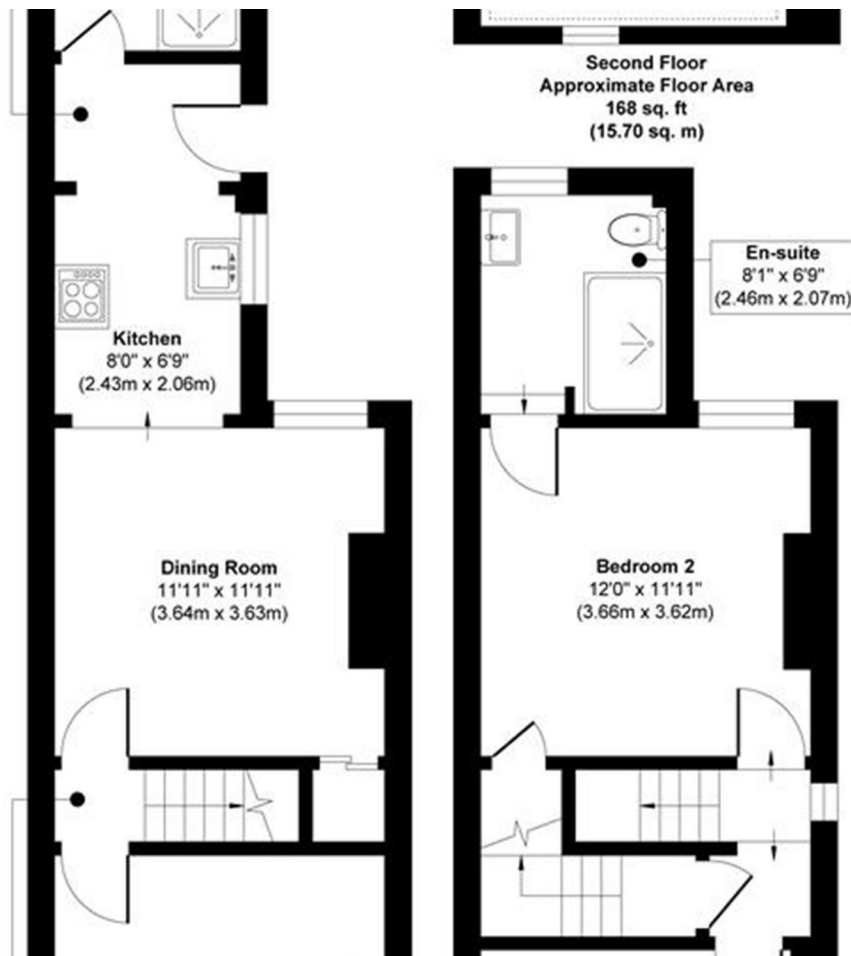 Second Floor
Approximate Floor Area
168 sq. ft
(15.70 sq. m)
En-suite
8'1" x 6'9"
(2.46m x 2.07m)
Kitchen
8'0" x 6'9"
(2.43m x 2.06m)
Dining Room
11'11" x 11'11"
(3.64m x 3.63m)
Bedroom 2
12'0" x 11'11"
(3.66m x 3.62m)